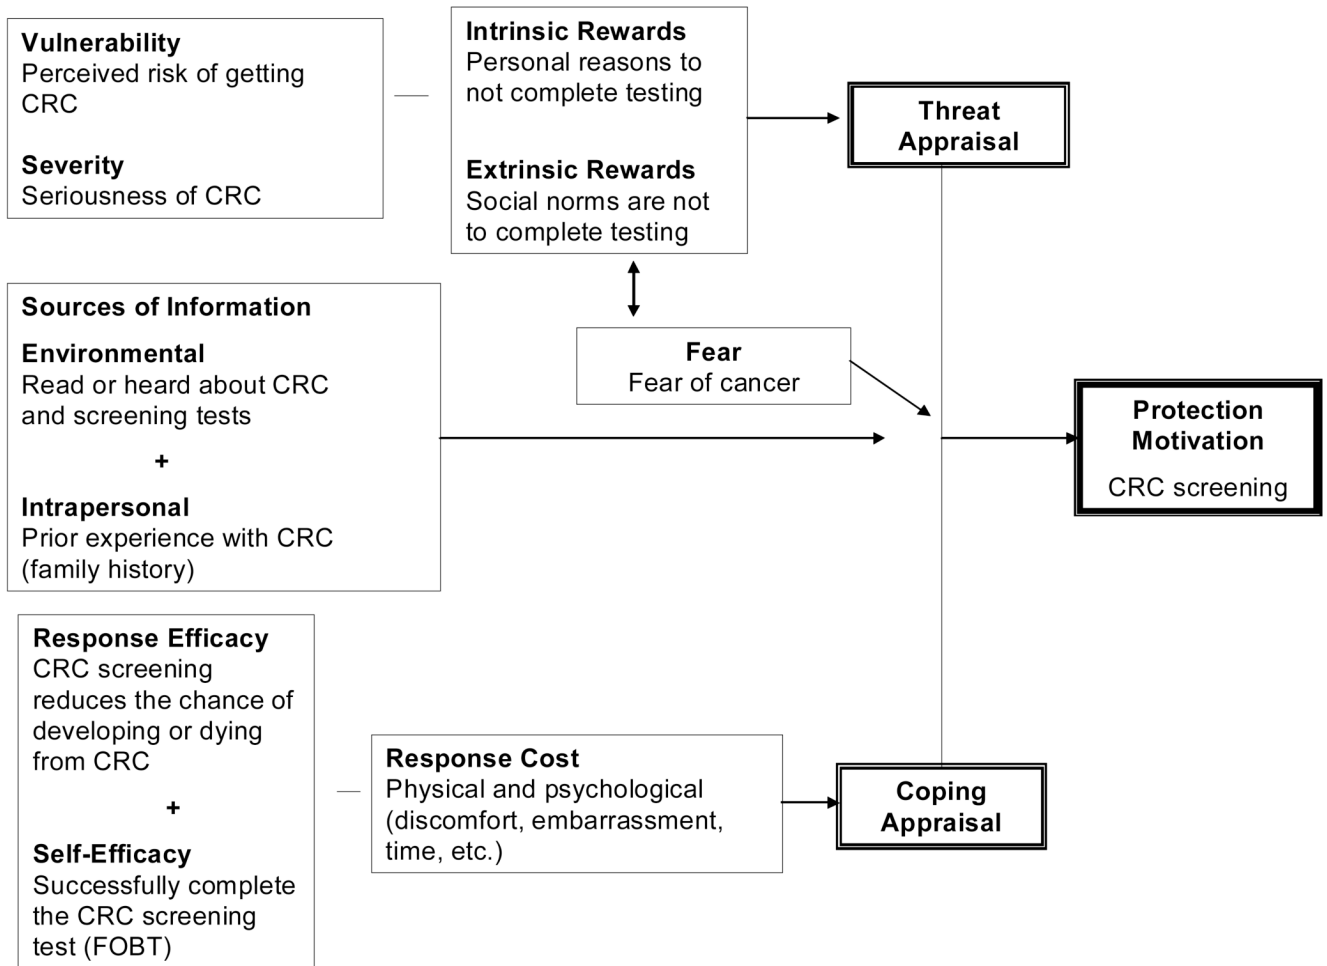 Vulnerability
Perceived risk of getting
CRC
Severity
Seriousness of CRC
Intrinsic Rewards
Personal reasons to
not complete testing
Extrinsic Rewards
Social norms are not
to complete testing
Threat
Appraisal
Sources of Information
Environmental
Read or heard about CRC
and screening tests
+
Intrapersonal
Prior experience with CRC
(family history)
Fear
Fear of cancer
Protection
Motivation
CRC screening
Response Efficacy
CRC screening
reduces the chance of
developing or dying
from CRC
+
Self-Efficacy
Successfully complete
the CRC screening
test (FOBT)
Response Cost
Physical and psychological
(discomfort, embarrassment,
time, etc.)
Coping
Appraisal